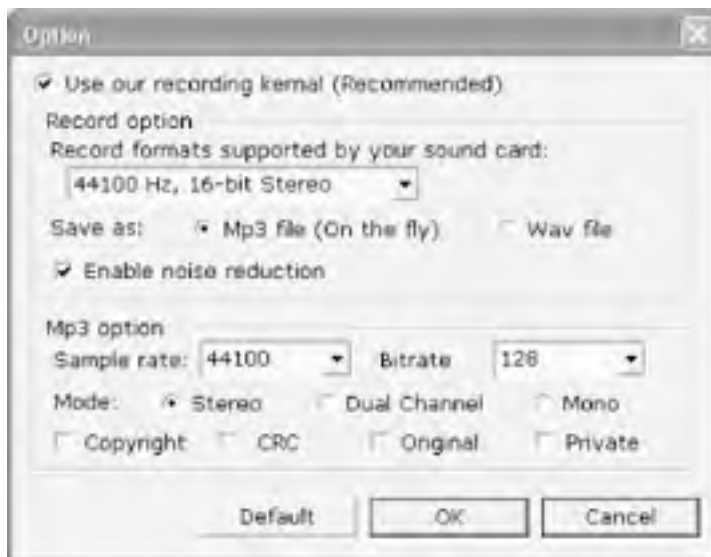 Option
Use our recording kernal (Recommended)
Record option
Record formats supported by your sound card:
44100 Hz, 16-bit Stereo
Save as: Mp3 file (On the fly) Wav file
Enable noise reduction
Mp3 option
Sample rate: 44100 Bitrate 128
Mode: Stereo Dual Channel Mono
Copyright CRC Original Private
Default OK Cancel